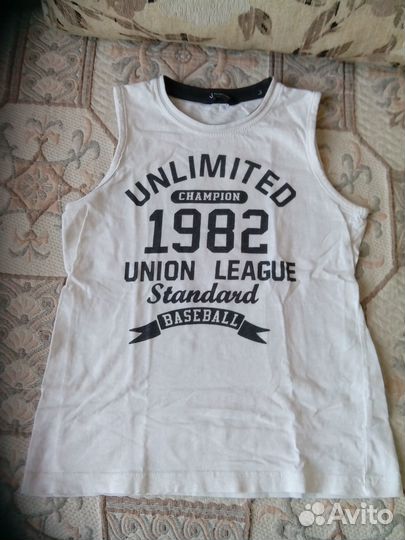 UNLIMITED
CHAMPION
1982
UNION LEAGUE
Standard
BASEBALL
Avito